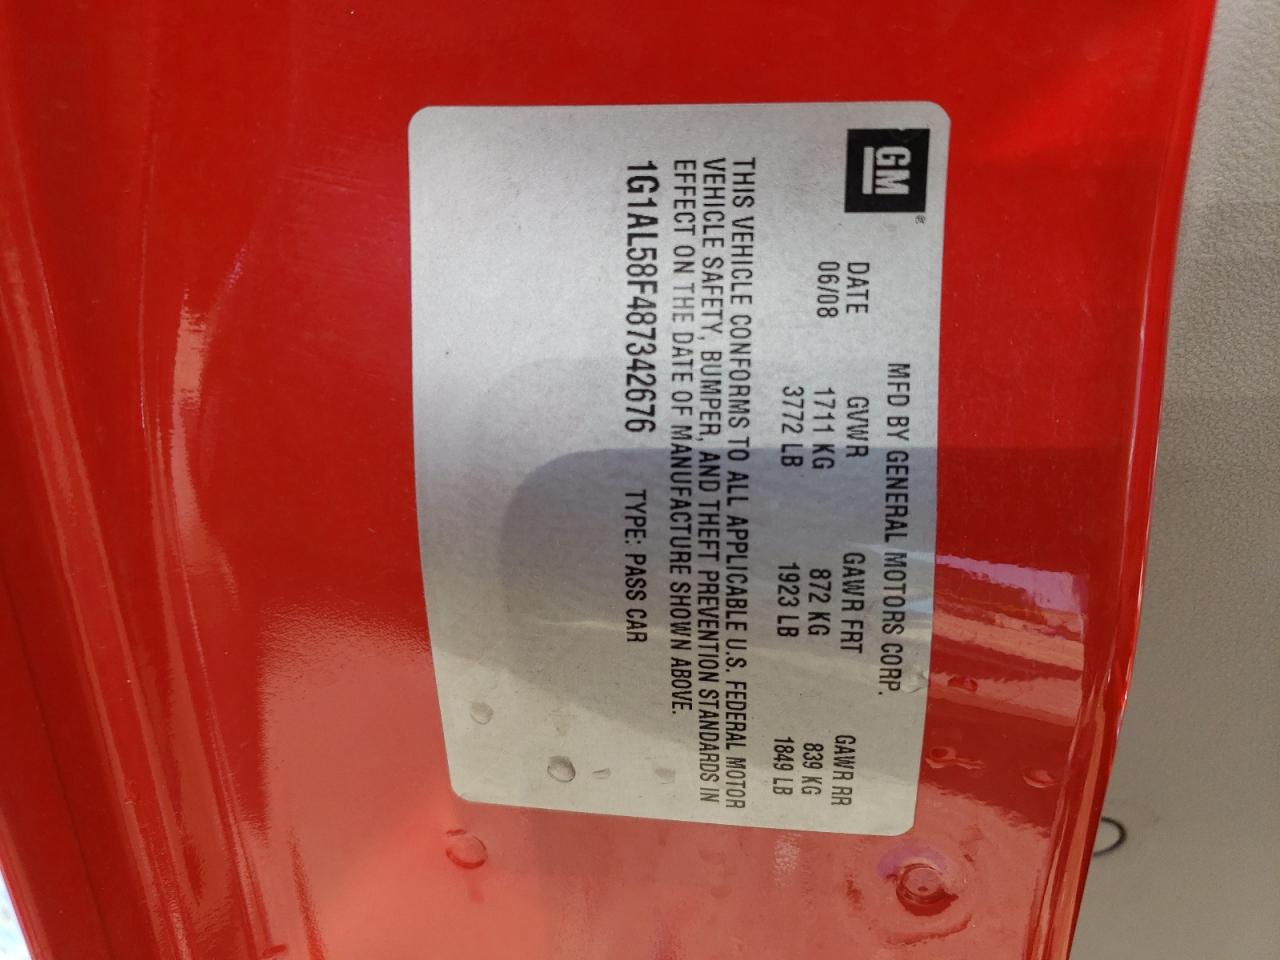 GM ®
MFD BY GENERAL MOTORS CORP.
DATE GVWR GAWR FRT GAWR RR
06/08 1711 KG 872 KG 839 KG
3772 LB 1923 LB 1849 LB
THIS VEHICLE CONFORMS TO ALL APPLICABLE U.S. FEDERAL MOTOR
VEHICLE SAFETY, BUMPER, AND THEFT PREVENTION STANDARDS IN
EFFECT ON THE DATE OF MANUFACTURE SHOWN ABOVE.
1G1AL58F487342676 TYPE: PASS CAR